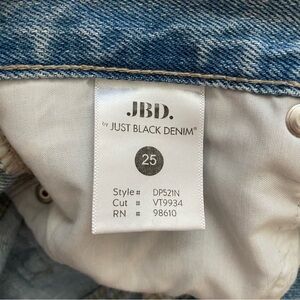 JBD.
by JUST BLACK DENIM®
25
Style # DP521N
Cut # VT9934
RN # 98610